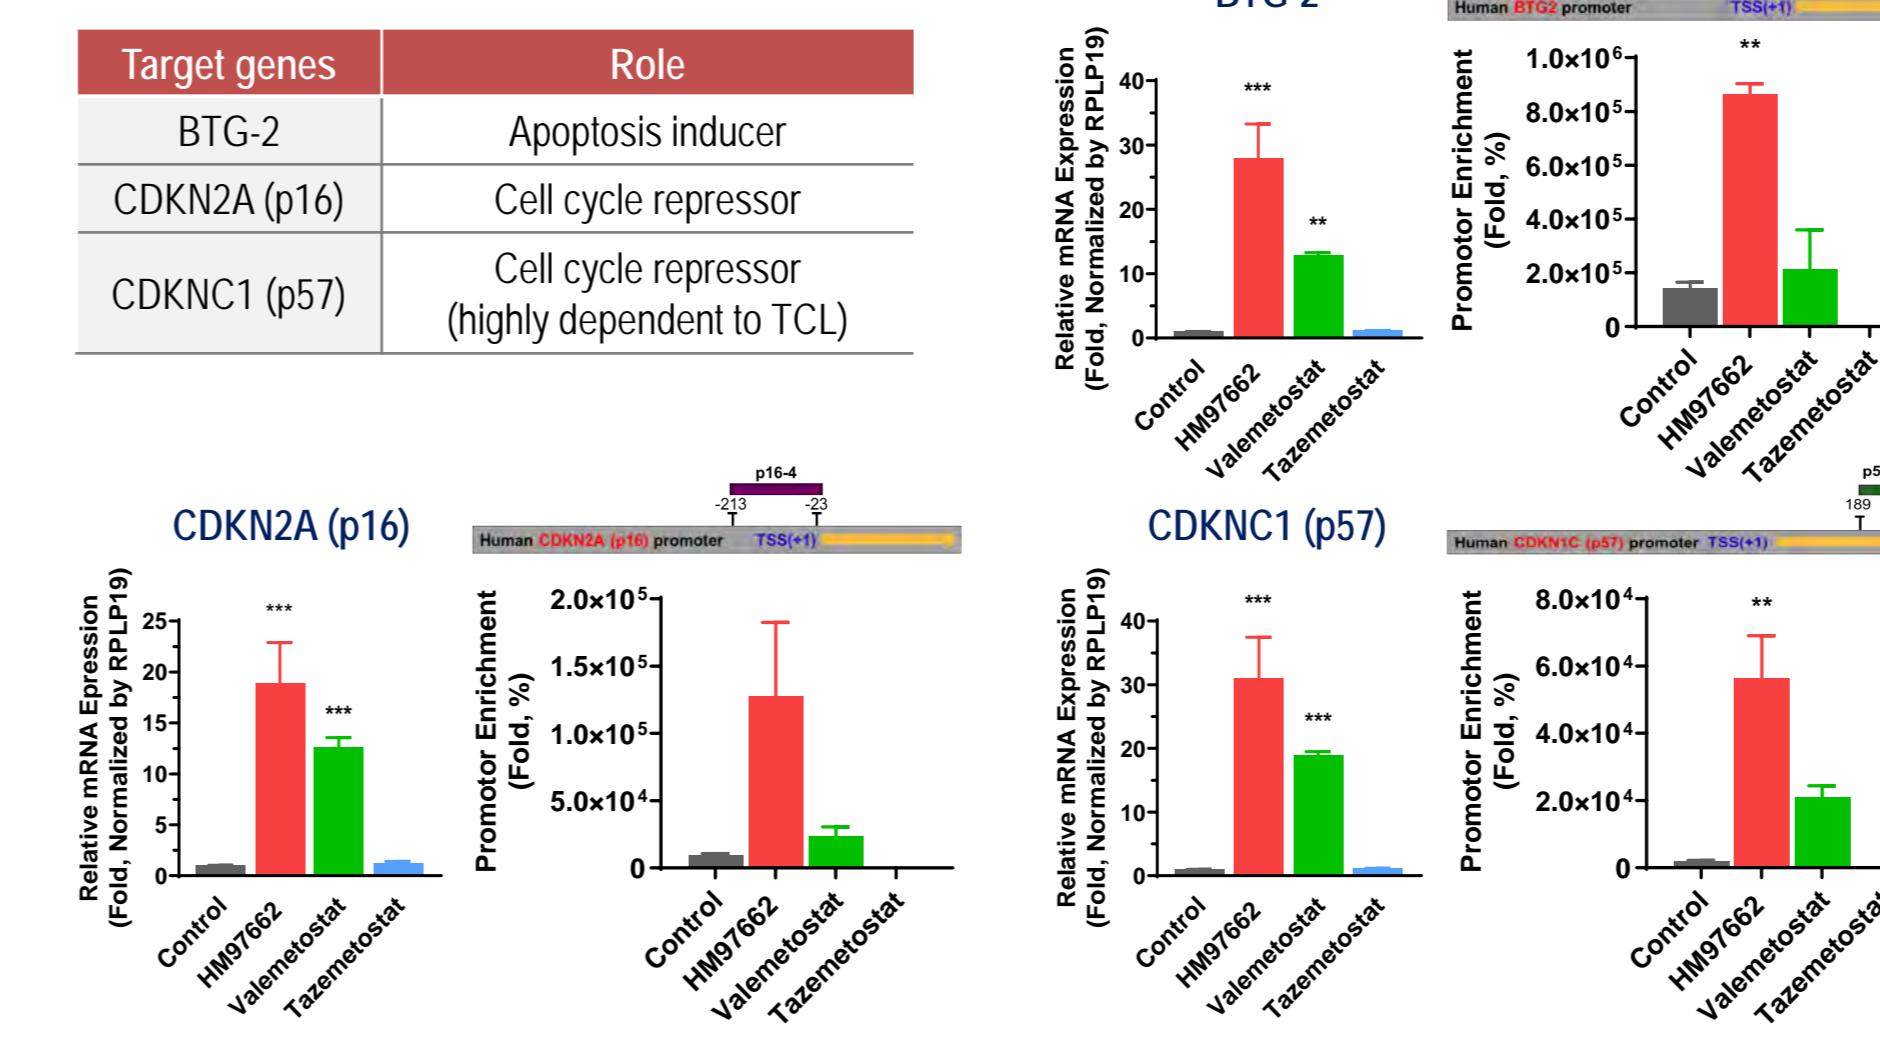 Target genes
Role
BTG-2
Apoptosis inducer
CDKN2A (p16)
Cell cycle repressor
CDKNC1 (p57)
Cell cycle repressor
(highly dependent to TCL)
BTG-2
Relative mRNA Expression
(Fold, Normalized by RPLP19)
40
30
20
10
0
***
**
Control
HM97662
Valemetostat
Tazemetostat
Human BTG2 promoter
TSS(+1)
Promotor Enrichment
(Fold, %)
1.0×10⁶
8.0×10⁵
6.0×10⁵
4.0×10⁵
2.0×10⁵
0
**
Control
HM97662
Valemetostat
Tazemetostat
CDKN2A (p16)
Relative mRNA Epression
(Fold, Normalized by RPLP19)
25
20
15
10
5
0
***
***
Control
HM97662
Valemetostat
Tazemetostat
p16-4
-213
-23
Human CDKN2A (p16) promoter
TSS(+1)
Promotor Enrichment
(Fold, %)
2.0×10⁵
1.5×10⁵
1.0×10⁵
5.0×10⁴
0
Control
HM97662
Valemetostat
Tazemetostat
CDKNC1 (p57)
Relative mRNA Expression
(Fold, Normalized by RPLP19)
40
30
20
10
0
***
***
Control
HM97662
Valemetostat
Tazemetostat
p5
189
Human CDKN1C (p57) promoter
TSS(+1)
Promotor Enrichment
(Fold, %)
8.0×10⁴
6.0×10⁴
4.0×10⁴
2.0×10⁴
0
**
Control
HM97662
Valemetostat
Tazemetostat